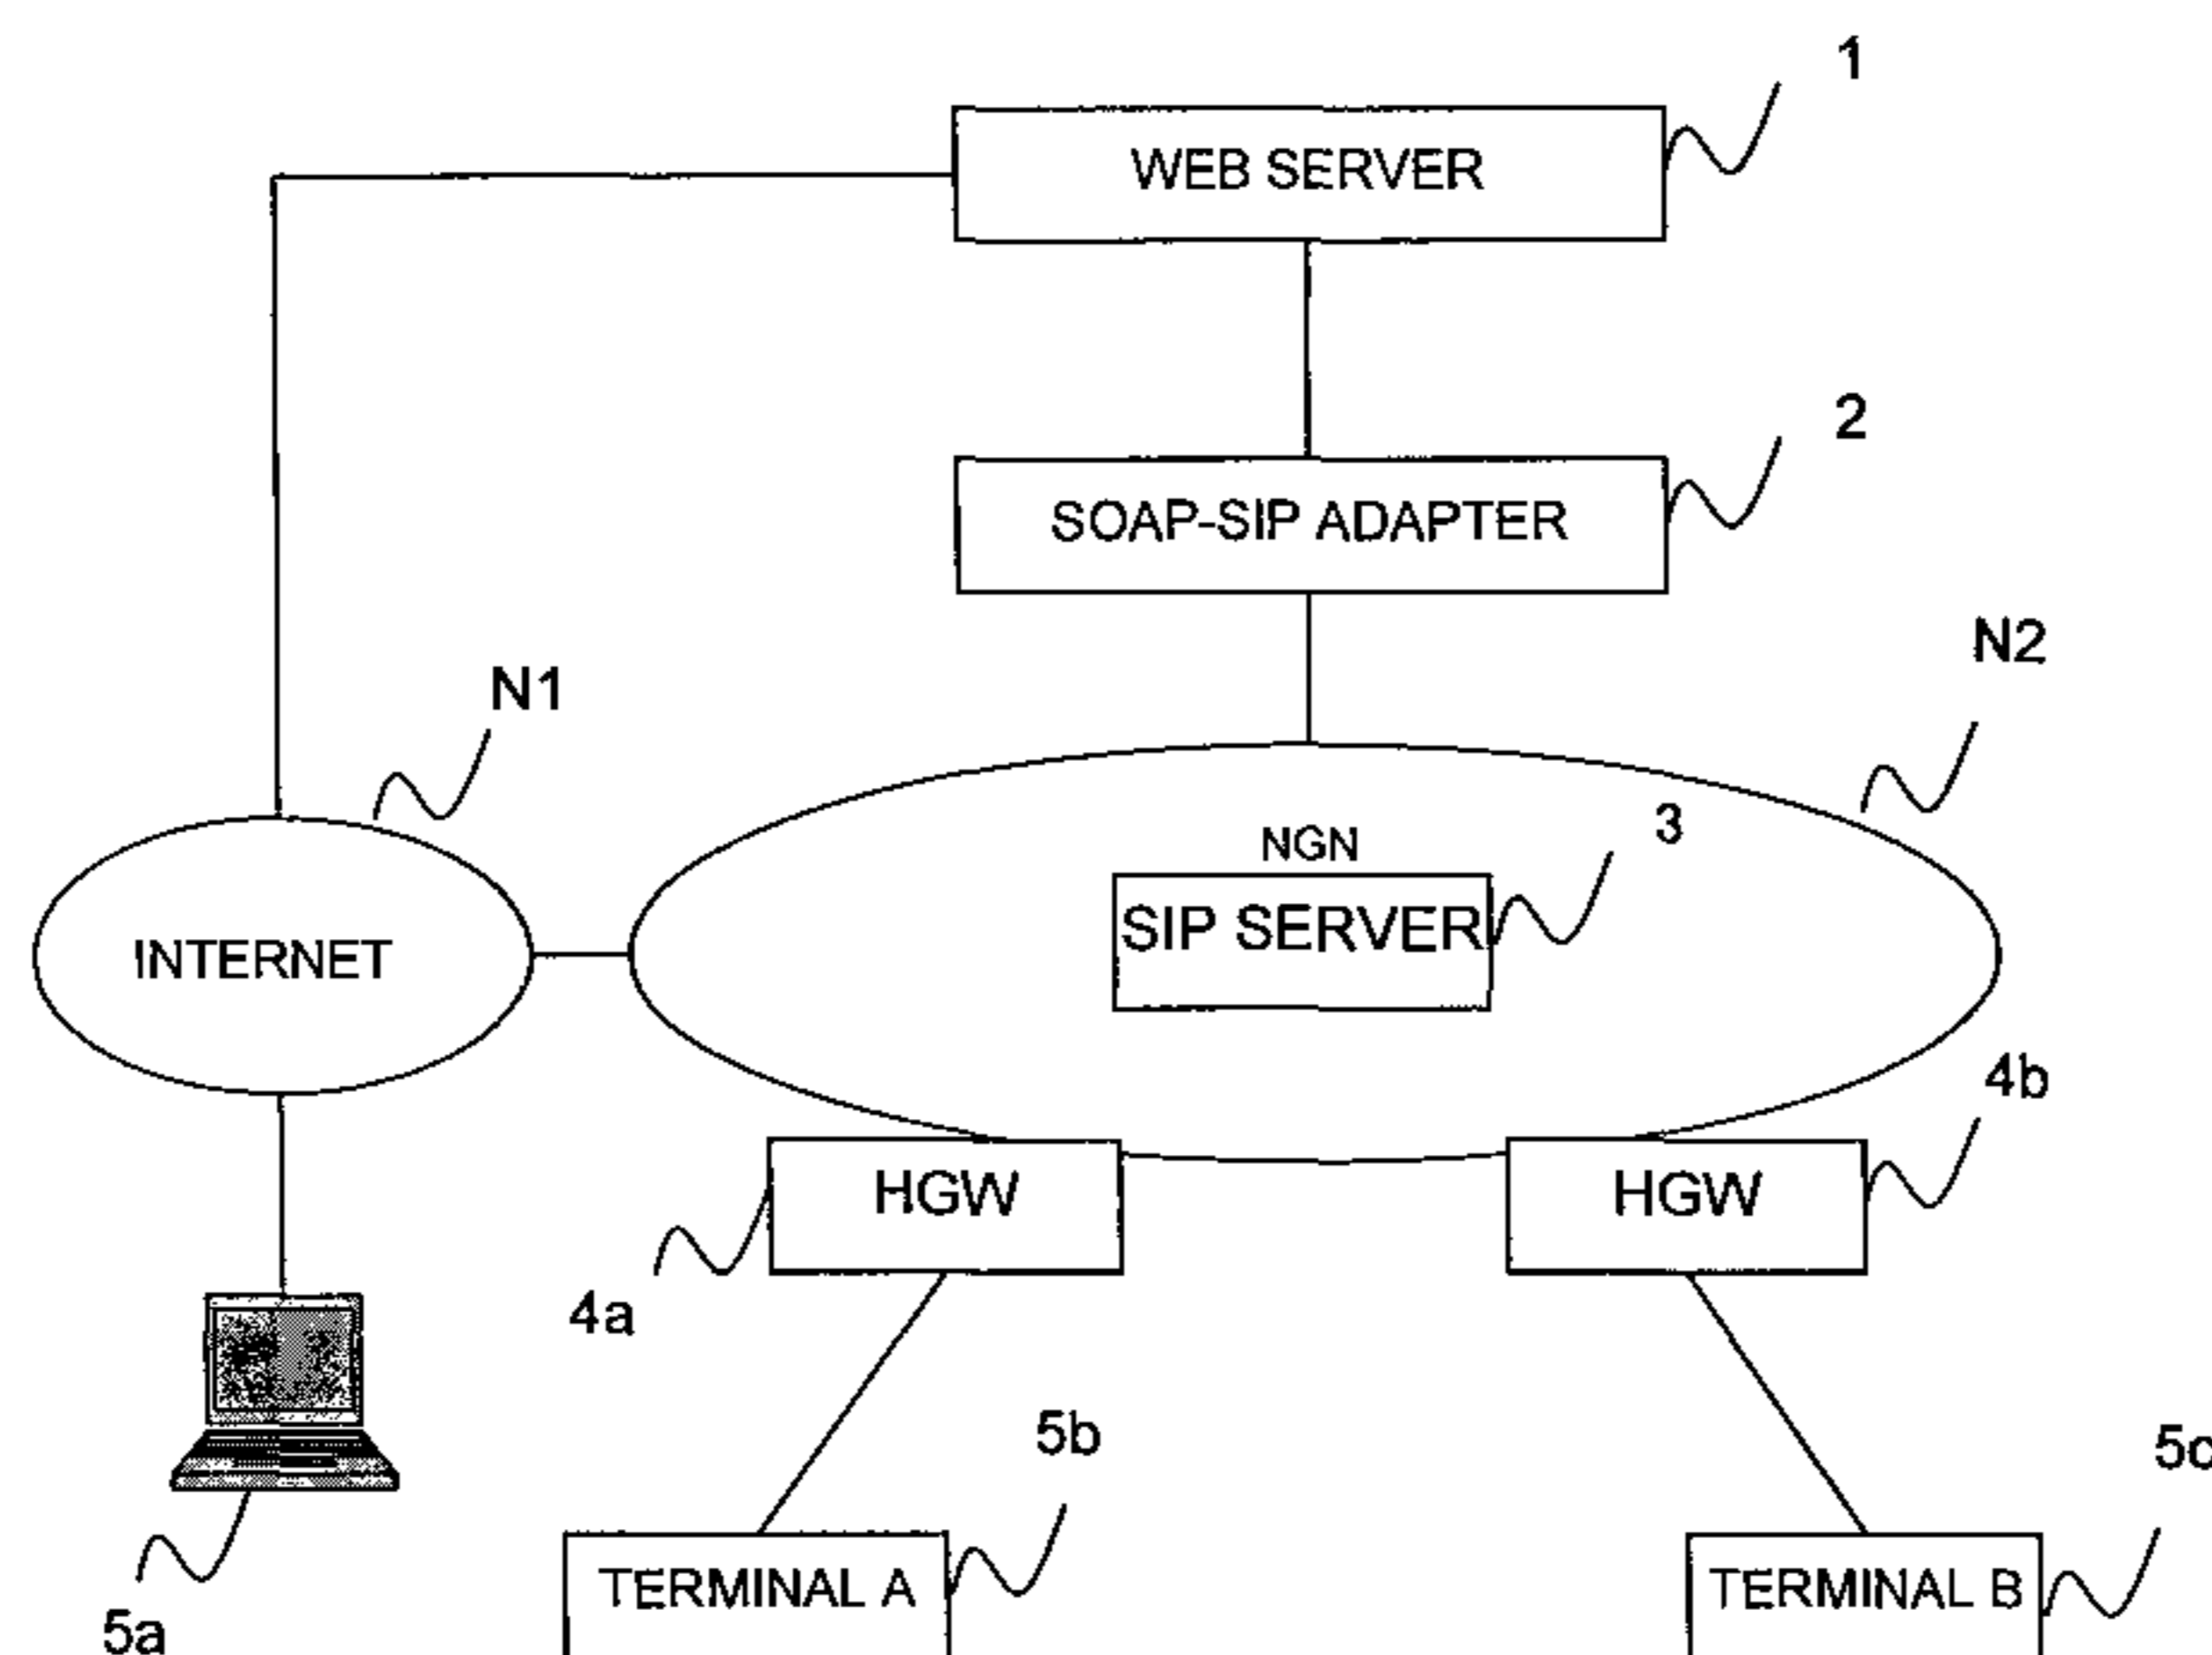 1
WEB SERVER
2
SOAP-SIP ADAPTER
N2
N1
3
NGN
SIP SERVER
INTERNET
4b
HGW
HGW
4a
5b
5c
TERMINAL A
TERMINAL B
5a